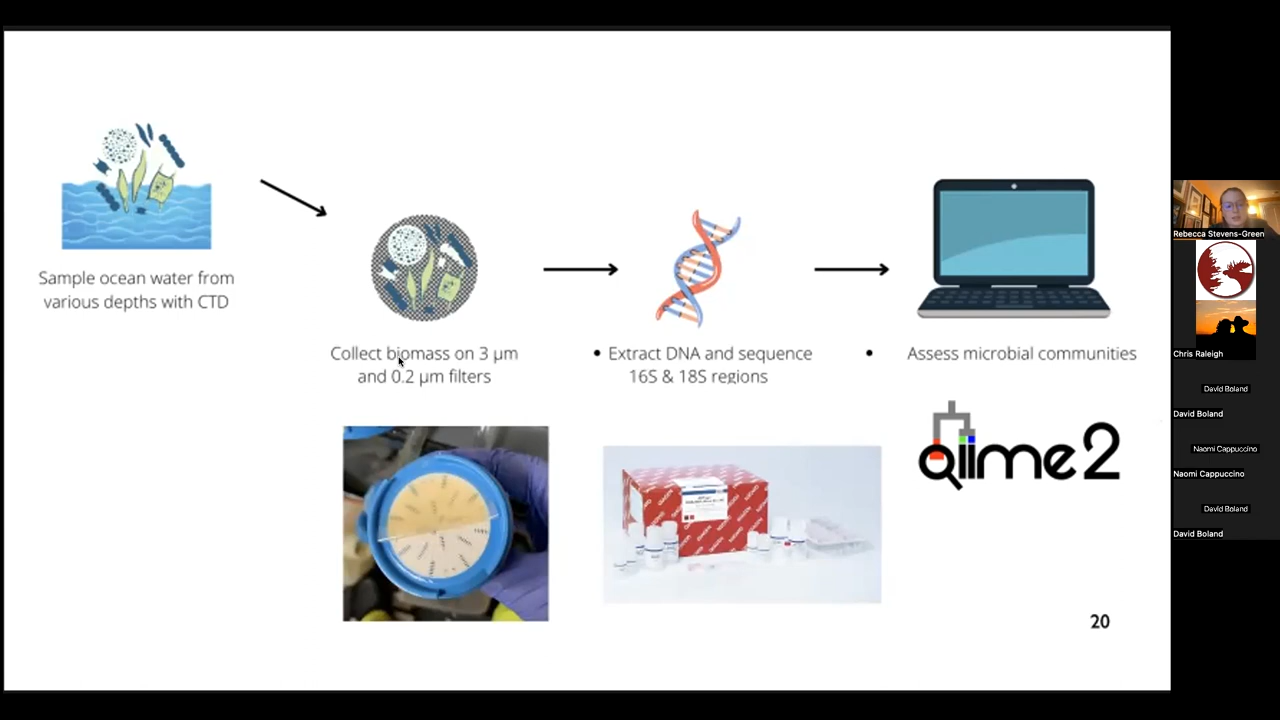 Sample ocean water from
various depths with CTD
Collect biomass on 3 µm
and 0.2 µm filters
• Extract DNA and sequence
16S & 18S regions
• Assess microbial communities
QIAGEN
qiime2
20
Rebecca Stevens-Green
Chris Raleigh
David Boland
David Boland
Naomi Cappuccino
Naomi Cappuccino
David Boland
David Boland